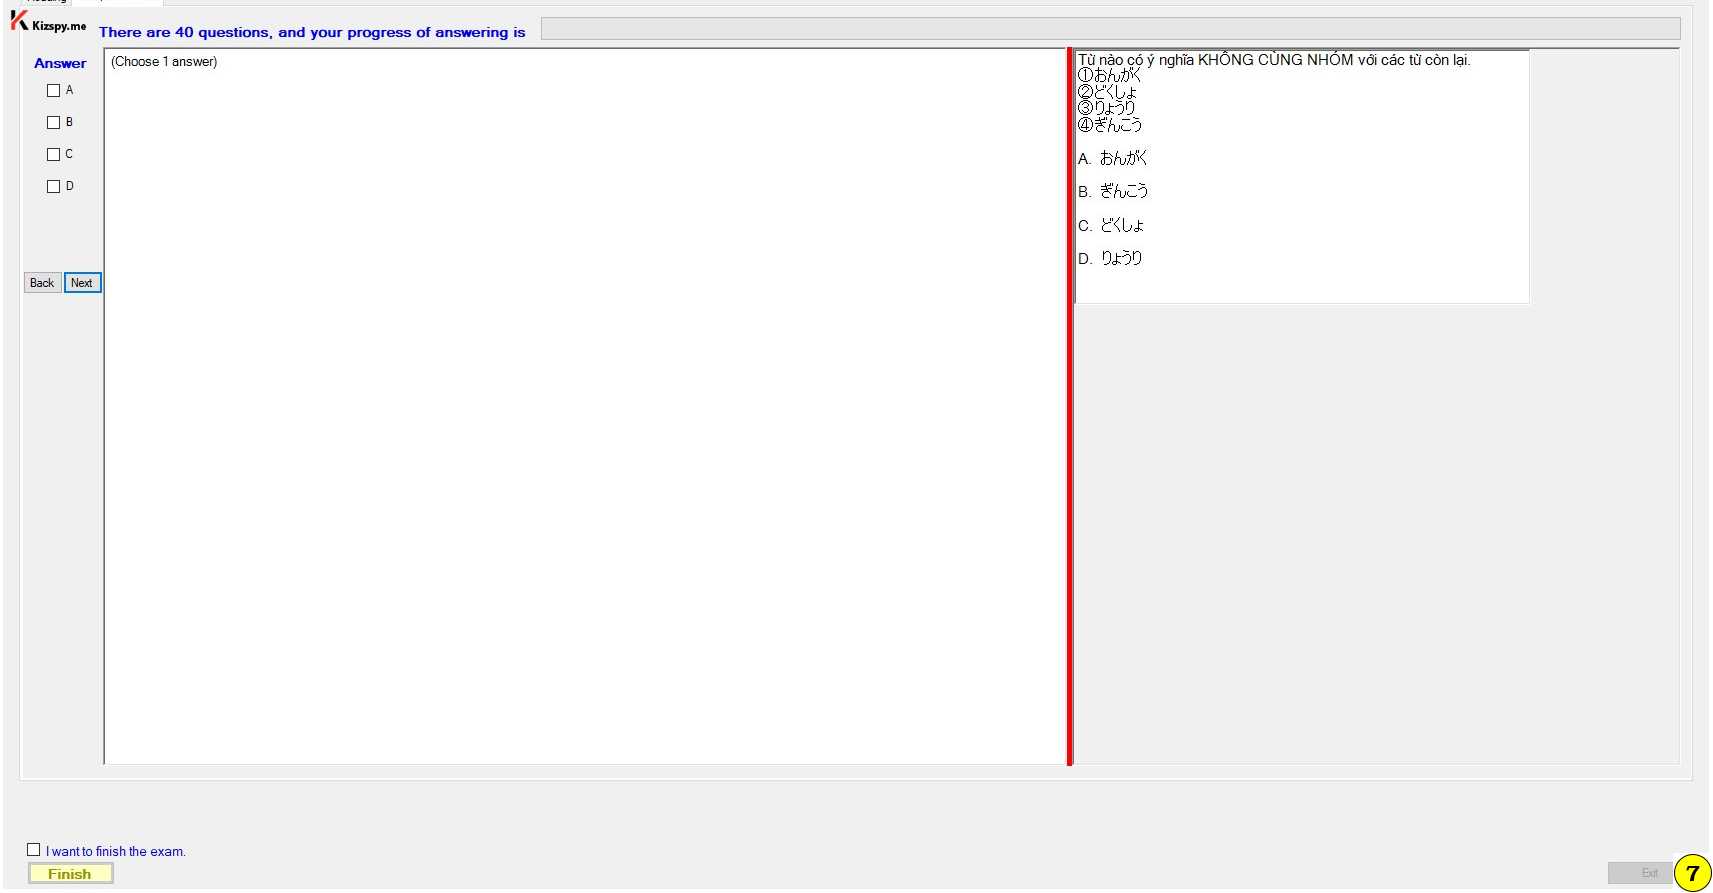 Kizspy.me
There are 40 questions, and your progress of answering is
Answer
(Choose 1 answer)
A
B
C
D
Back
Next
Từ nào có ý nghĩa KHÔNG CÙNG NHÓM với các từ còn lại.
①おんがく
②どくしょ
③りょうり
④ぎんこう
A. おんがく
B. ぎんこう
C. どくしょ
D. りょうり
I want to finish the exam.
Finish
Exit
7